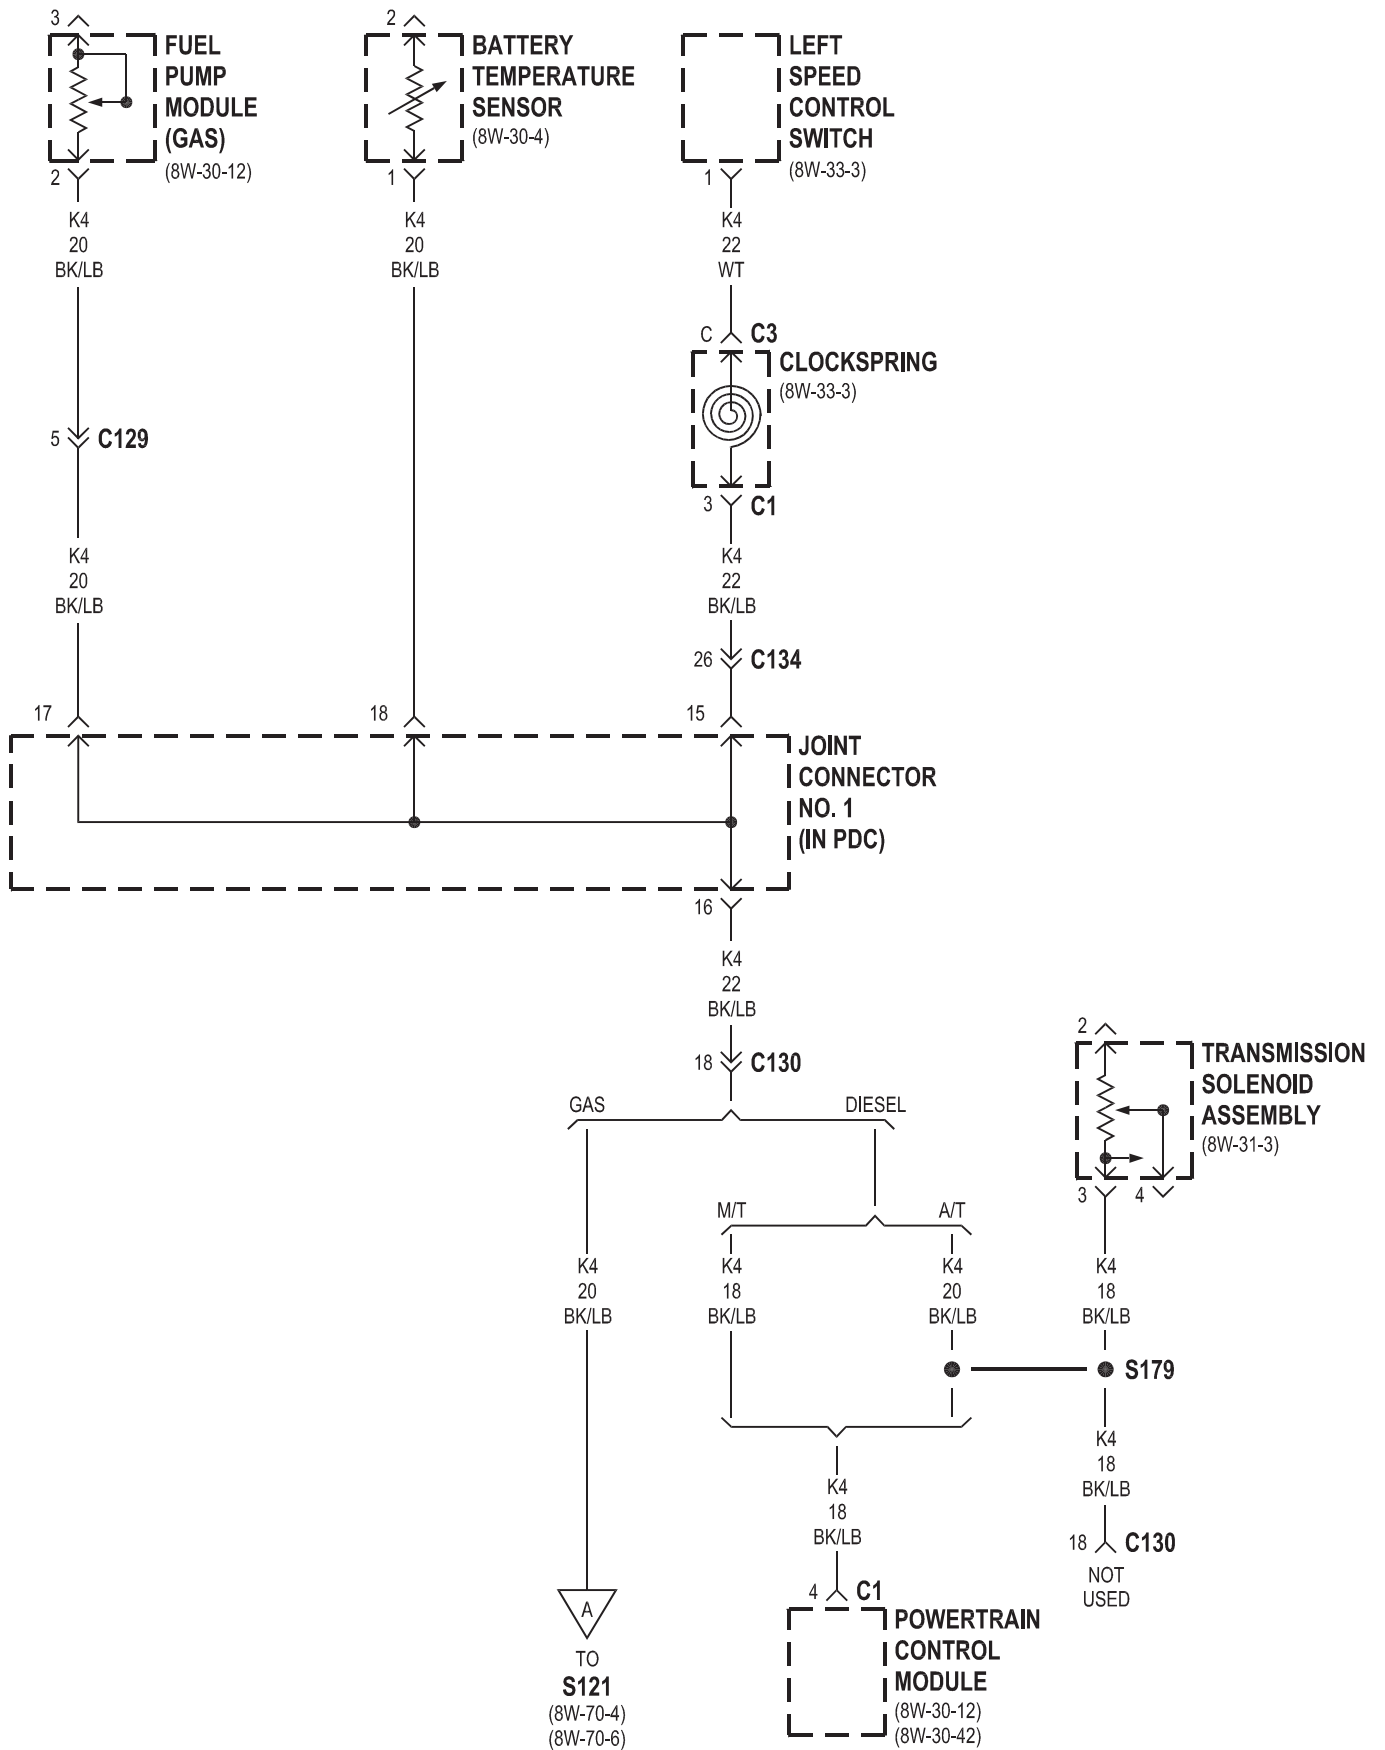 3
FUEL
PUMP
MODULE
(GAS)
(8W-30-12)
2
K4
20
BK/LB
5
C129
K4
20
BK/LB
17
2
BATTERY
TEMPERATURE
SENSOR
(8W-30-4)
1
K4
20
BK/LB
18
LEFT
SPEED
CONTROL
SWITCH
(8W-33-3)
1
K4
22
WT
C
C3
CLOCKSPRING
(8W-33-3)
3
C1
K4
22
BK/LB
26
C134
15
JOINT
CONNECTOR
NO. 1
(IN PDC)
16
K4
22
BK/LB
18
C130
GAS
DIESEL
M/T
A/T
K4
20
BK/LB
K4
18
BK/LB
K4
20
BK/LB
2
TRANSMISSION
SOLENOID
ASSEMBLY
(8W-31-3)
3
4
K4
18
BK/LB
S179
K4
18
BK/LB
18
C130
NOT
USED
K4
18
BK/LB
4
C1
POWERTRAIN
CONTROL
MODULE
(8W-30-12)
(8W-30-42)
A
TO
S121
(8W-70-4)
(8W-70-6)